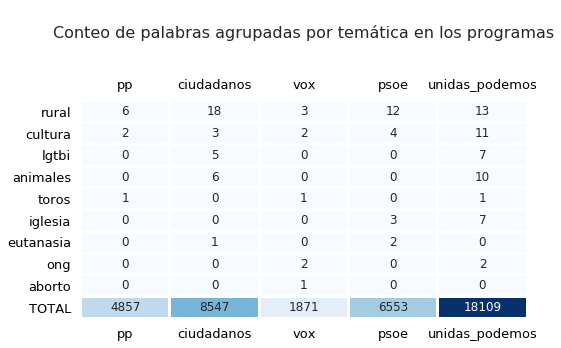 Conteo de palabras agrupadas por temática en los programas
pp ciudadanos vox psoe unidas_podemos
rural 6 18 3 12 13
cultura 2 3 2 4 11
lgtbi 0 5 0 0 7
animales 0 6 0 0 10
toros 1 0 1 0 1
iglesia 0 0 0 3 7
eutanasia 0 1 0 2 0
ong 0 0 2 0 2
aborto 0 0 1 0 0
TOTAL 4857 8547 1871 6553 18109
pp ciudadanos vox psoe unidas_podemos